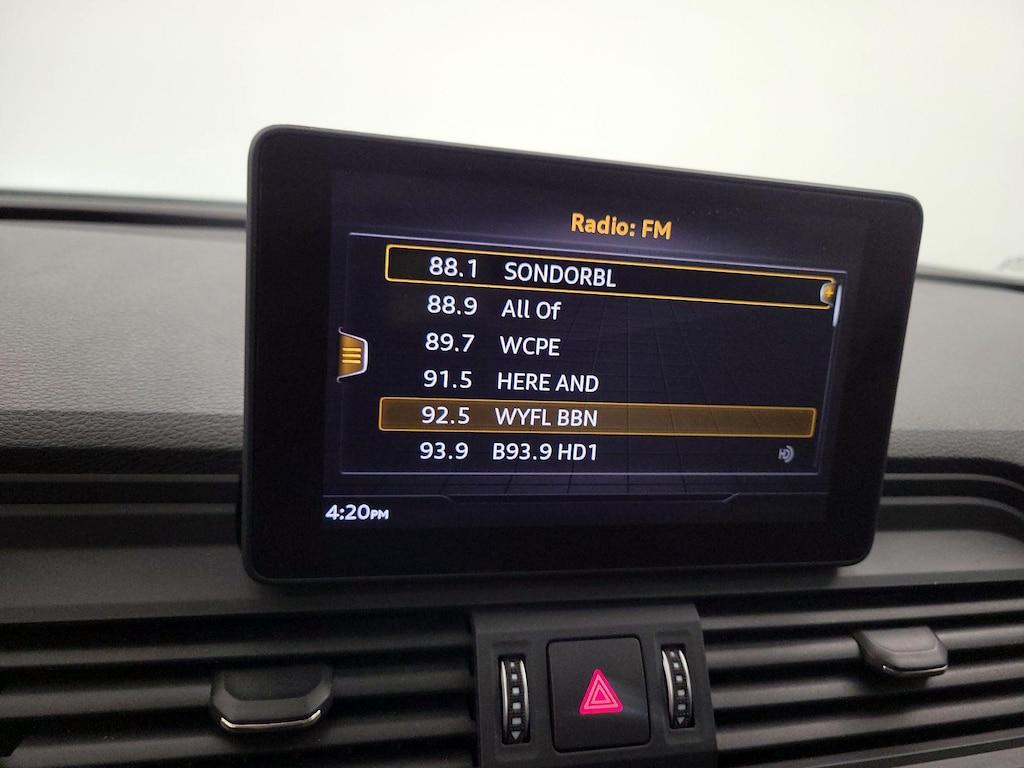 Radio: FM
88.1 SONDORBL
88.9 All Of
89.7 WCPE
91.5 HERE AND
92.5 WYFL BBN
93.9 B93.9 HD1 HD
4:20PM